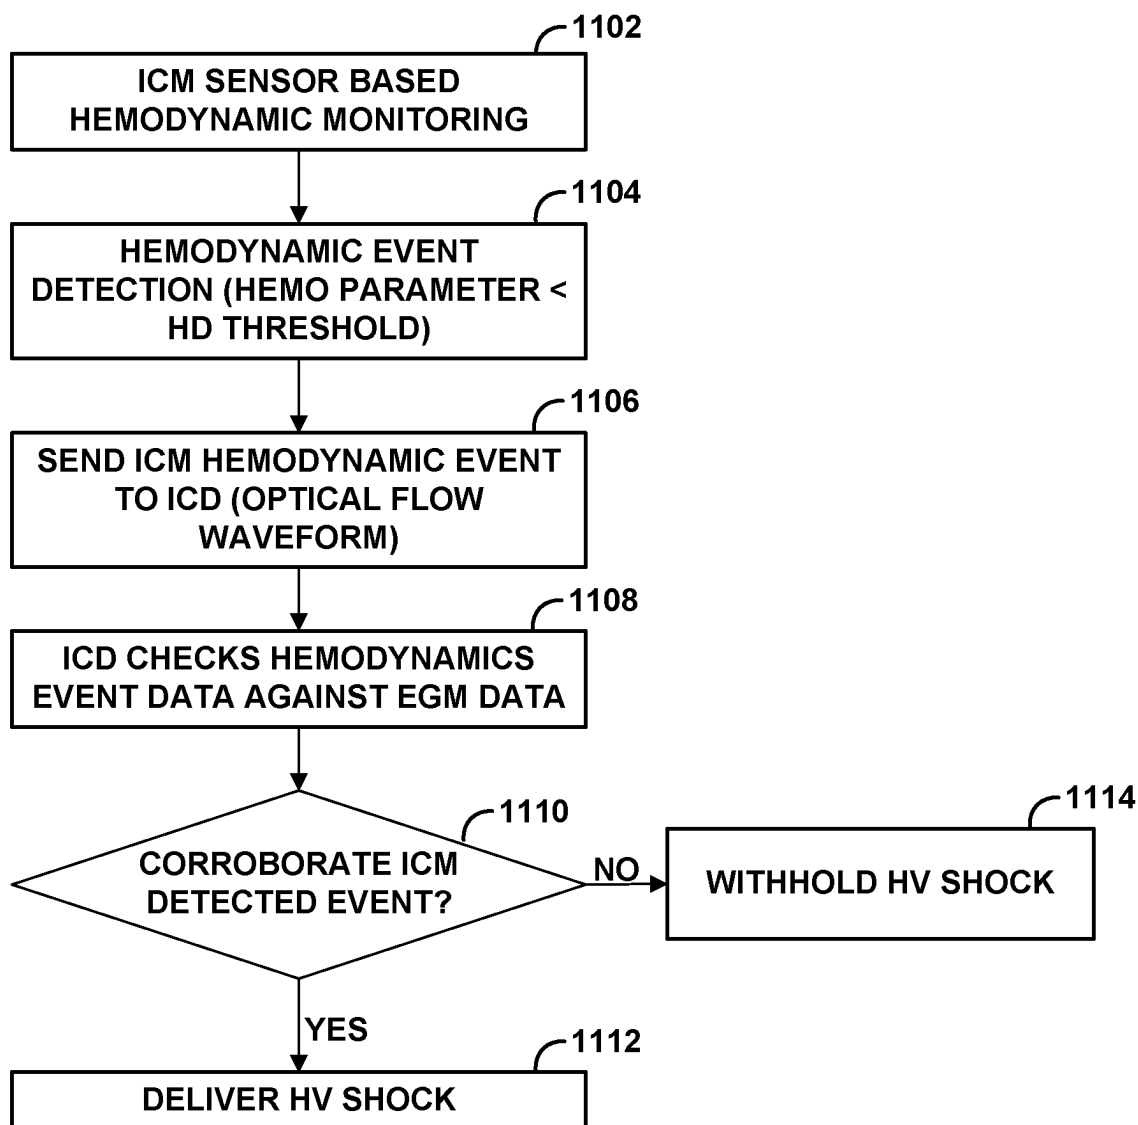 1102
ICM SENSOR BASED
HEMODYNAMIC MONITORING
1104
HEMODYNAMIC EVENT
DETECTION (HEMO PARAMETER <
HD THRESHOLD)
1106
SEND ICM HEMODYNAMIC EVENT
TO ICD (OPTICAL FLOW
WAVEFORM)
1108
ICD CHECKS HEMODYNAMICS
EVENT DATA AGAINST EGM DATA
1110
CORROBORATE ICM
DETECTED EVENT?
NO
1114
WITHHOLD HV SHOCK
YES
1112
DELIVER HV SHOCK